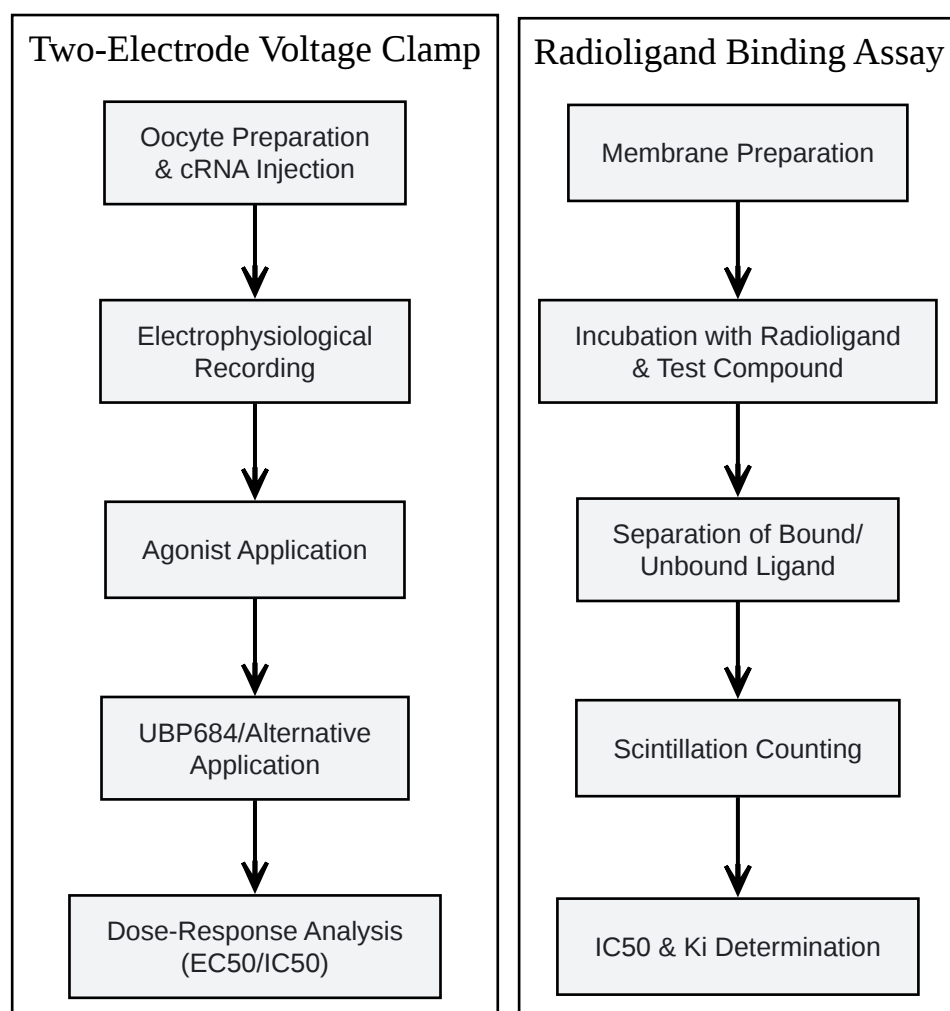 Two-Electrode Voltage Clamp
Oocyte Preparation
& cRNA Injection
Electrophysiological
Recording
Agonist Application
UBP684/Alternative
Application
Dose-Response Analysis
(EC50/IC50)
Radioligand Binding Assay
Membrane Preparation
Incubation with Radioligand
& Test Compound
Separation of Bound/
Unbound Ligand
Scintillation Counting
IC50 & Ki Determination